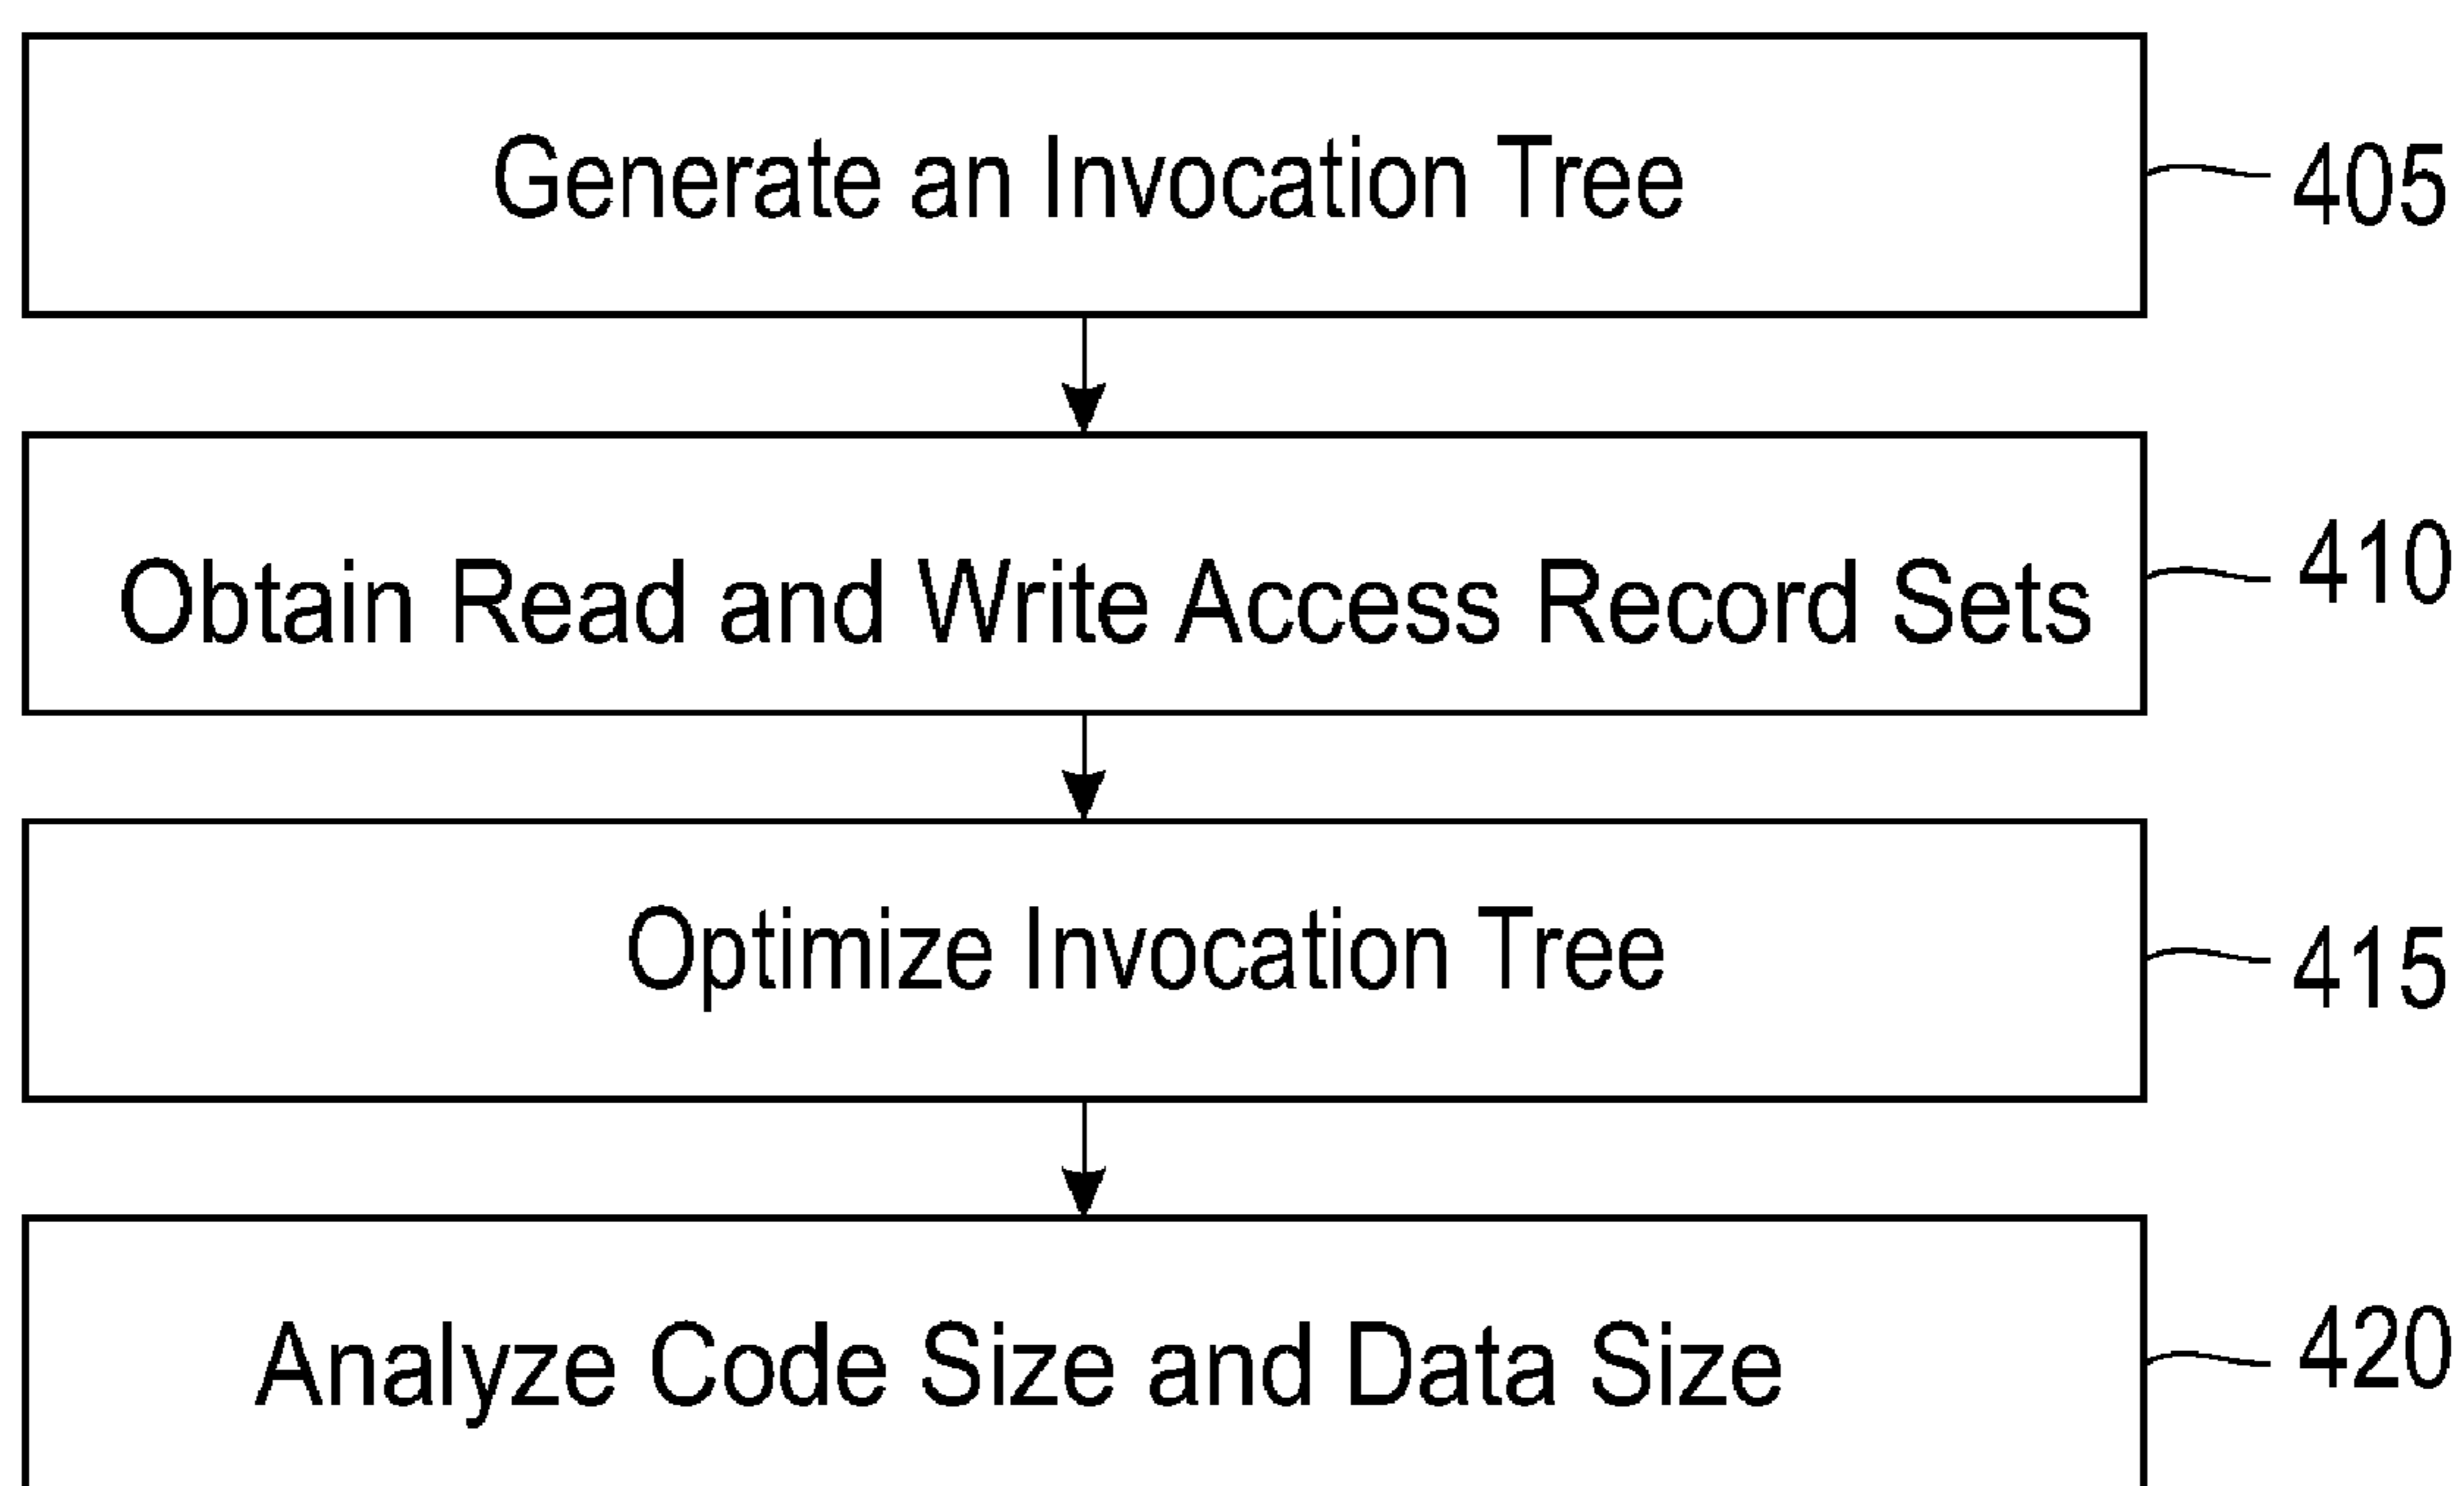 Generate an Invocation Tree
405
Obtain Read and Write Access Record Sets
410
Optimize Invocation Tree
415
Analyze Code Size and Data Size
420